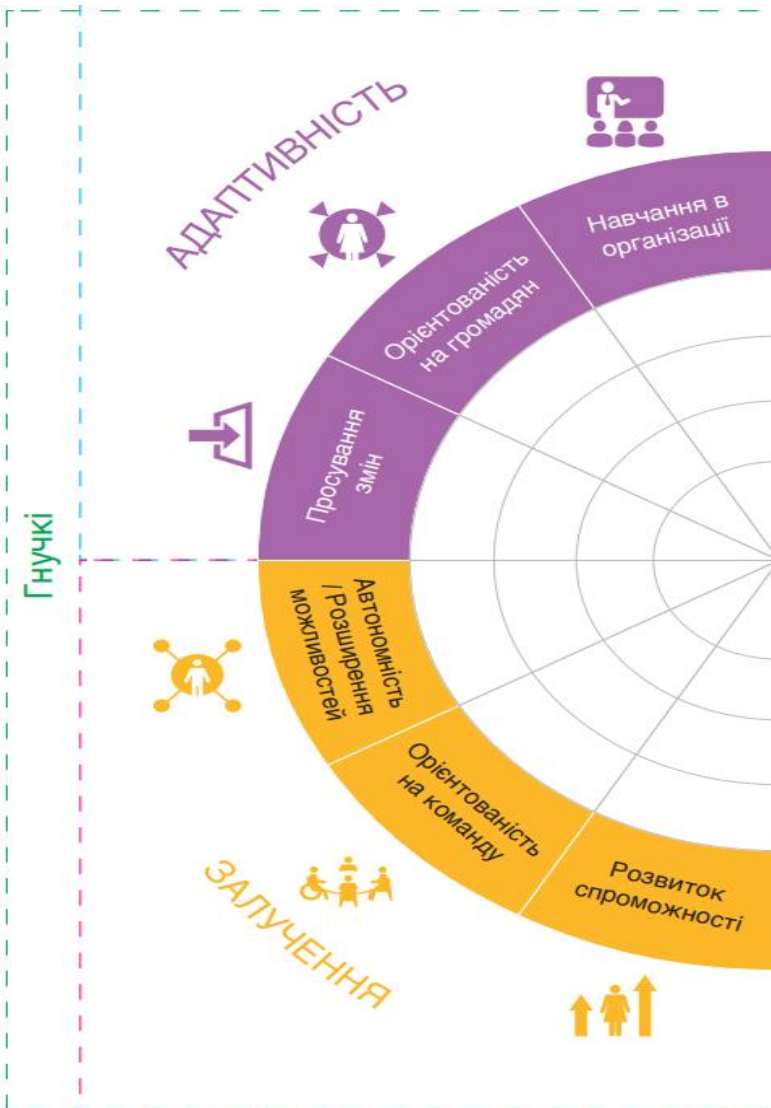 АДАПТИВНІСТЬ
Навчання в
організації
Орієнтованість
на громадян
Просування
змін
Гнучкі
Автономність
/ Розширення
можливостей
Орієнтованість
на команду
Розвиток
спроможності
ЗАЛУЧЕННЯ